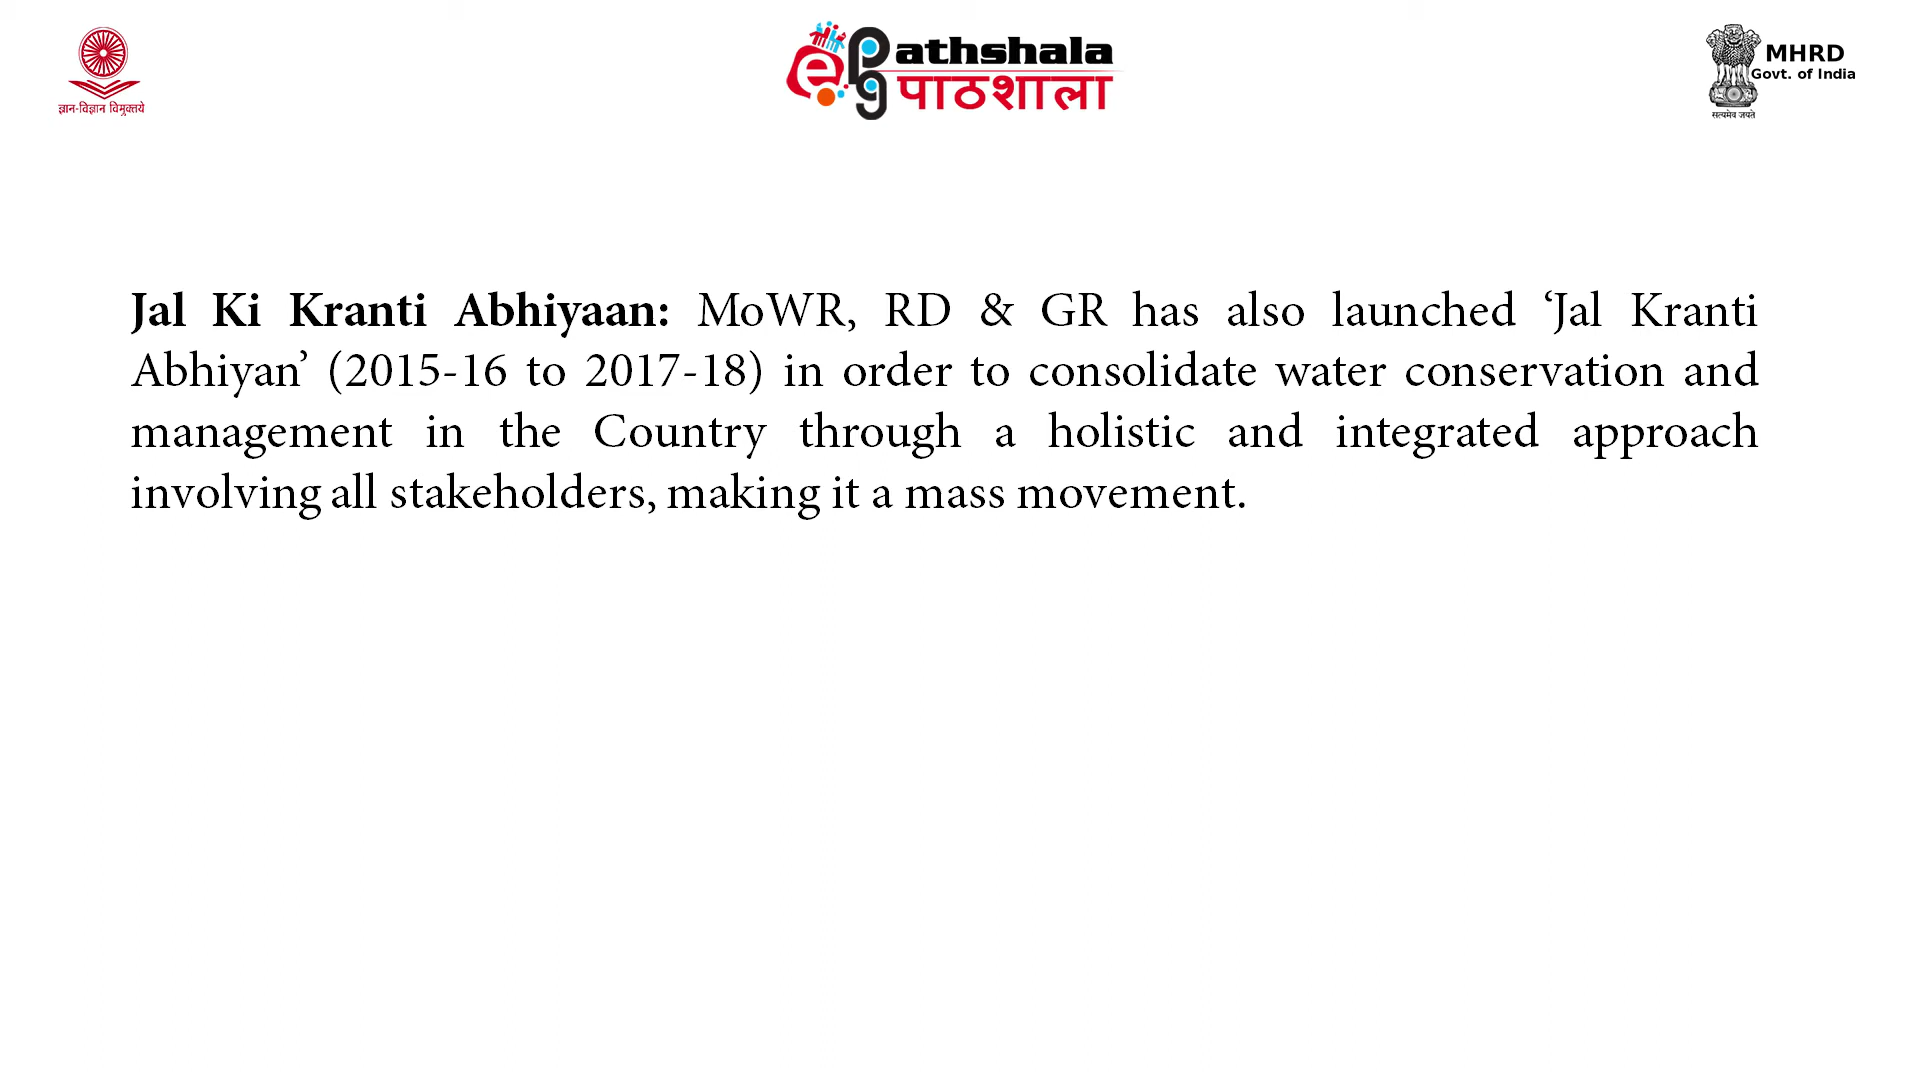 ज्ञान-विज्ञान विमुक्तये
e pg Pathshala
पाठशाला
MHRD
Govt. of India
सत्यमेव जयते
Jal Ki Kranti Abhiyaan: MoWR, RD & GR has also launched ‘Jal Kranti
Abhiyan’ (2015-16 to 2017-18) in order to consolidate water conservation and
management in the Country through a holistic and integrated approach
involving all stakeholders, making it a mass movement.